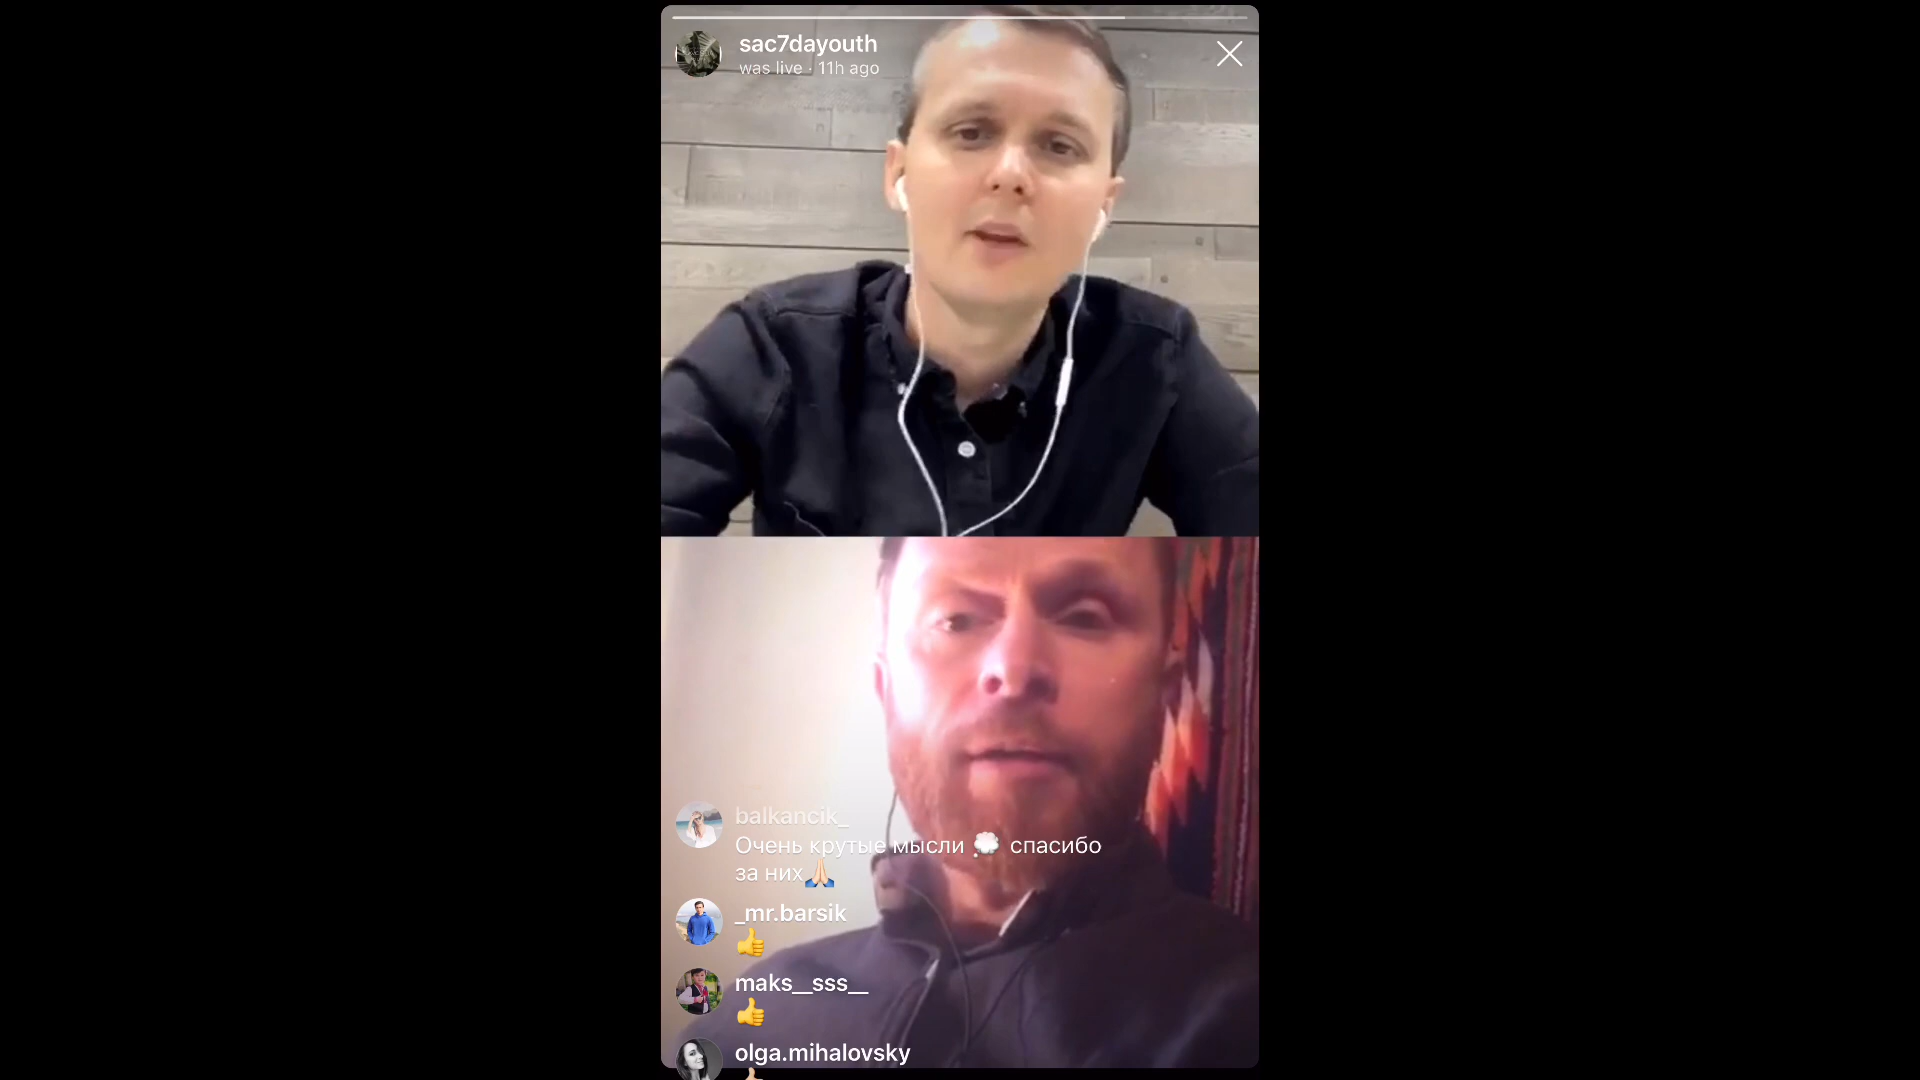 sac7dayouth
was live · 11h ago
balkancik_
Очень крутые мысли 💭 спасибо
за них🙏🏻
_mr.barsik
👍
maks__sss__
👍
olga.mihalovsky